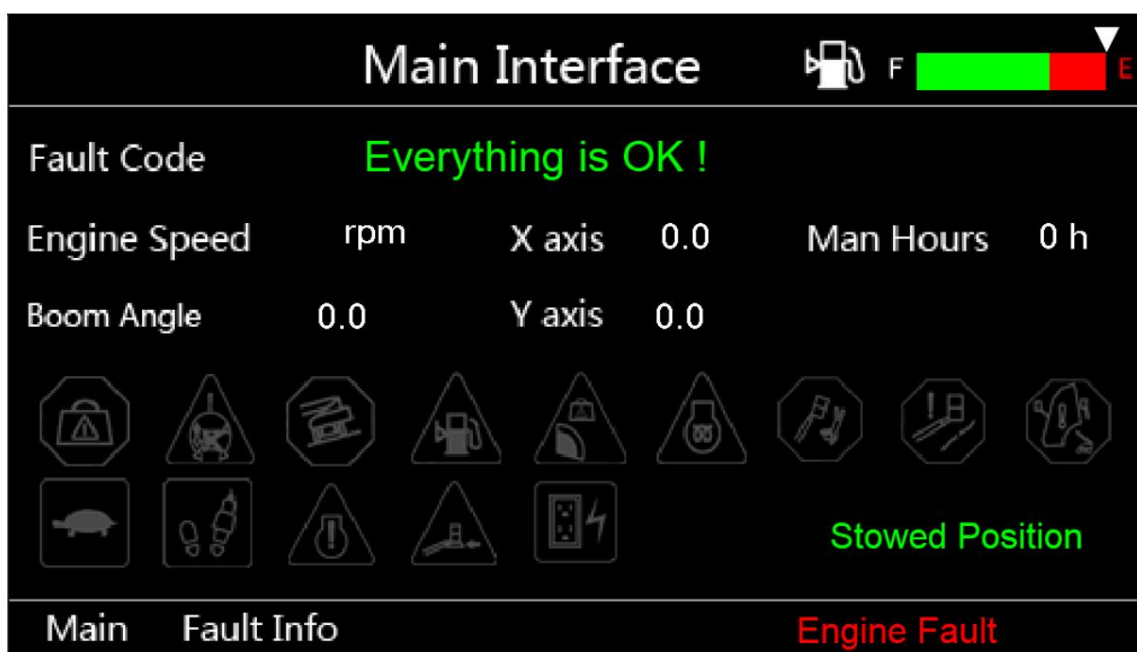 Main Interface F E
Fault Code Everything is OK !
Engine Speed rpm X axis 0.0 Man Hours 0 h
Boom Angle 0.0 Y axis 0.0
Stowed Position
Main Fault Info Engine Fault